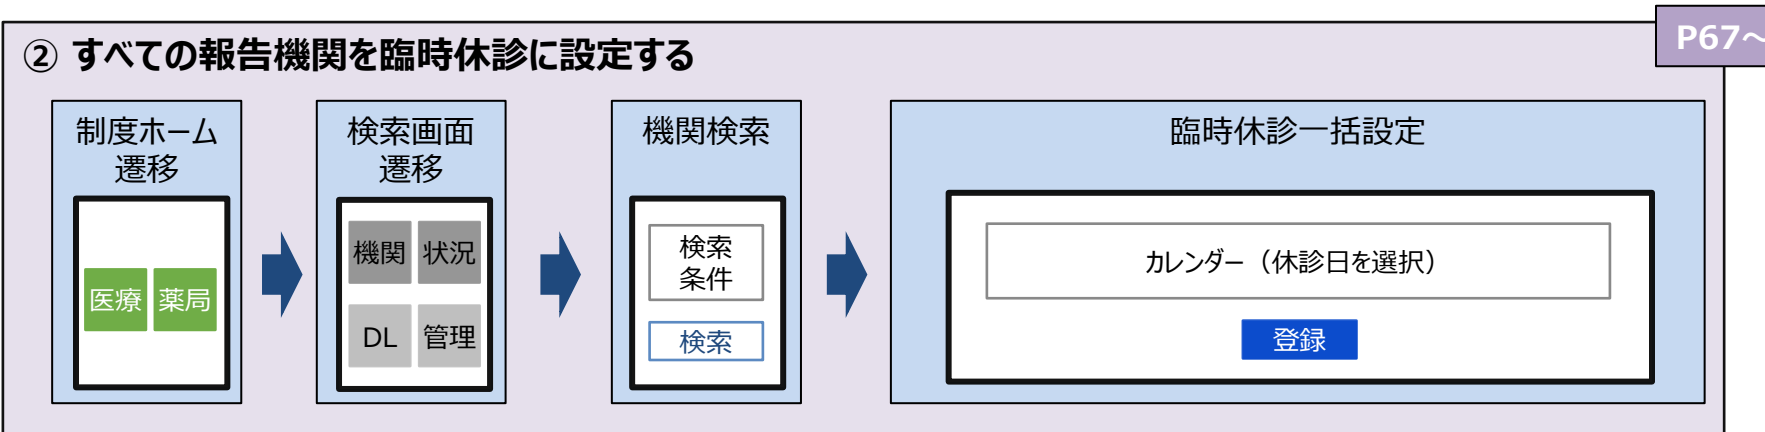 P67～
② すべての報告機関を臨時休診に設定する
制度ホーム
遷移
医療
薬局
検索画面
遷移
機関
状況
DL
管理
機関検索
検索
条件
検索
臨時休診一括設定
カレンダー（休診日を選択）
登録